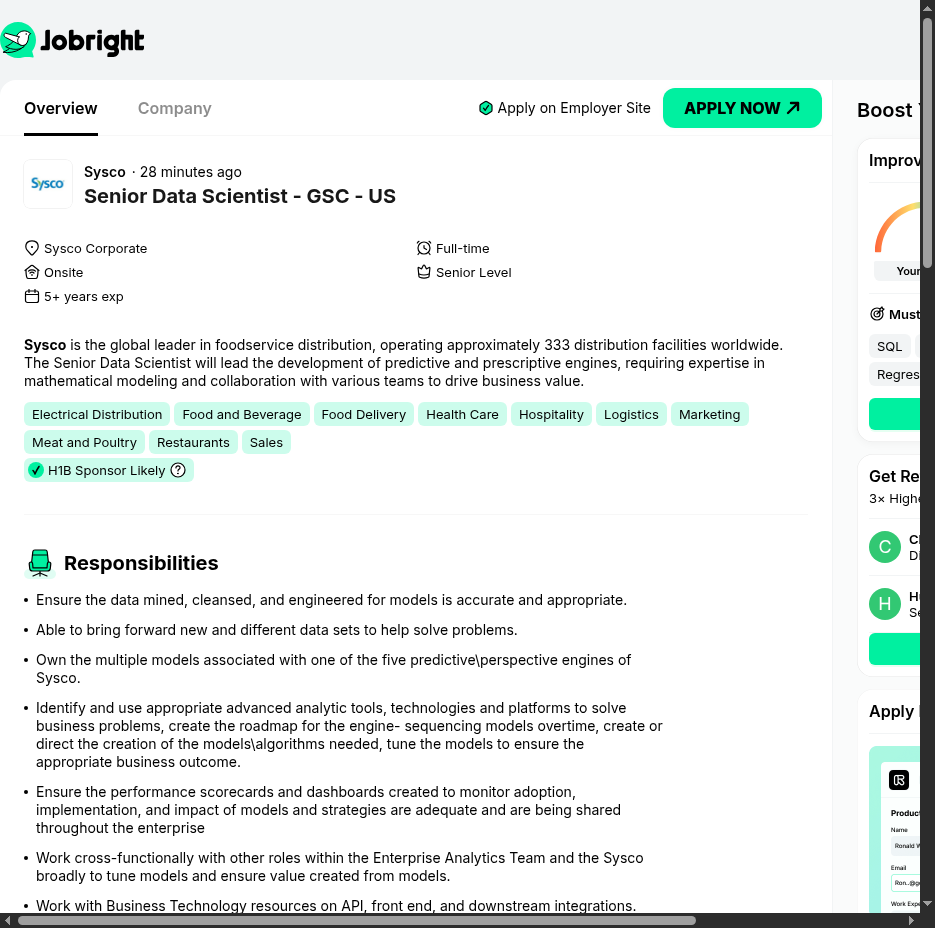 Jobright
Overview
Company
Apply on Employer Site
APPLY NOW
Sysco
Sysco · 28 minutes ago
Senior Data Scientist - GSC - US
Sysco Corporate
Full-time
Onsite
Senior Level
5+ years exp
Sysco is the global leader in foodservice distribution, operating approximately 333 distribution facilities worldwide.
The Senior Data Scientist will lead the development of predictive and prescriptive engines, requiring expertise in
mathematical modeling and collaboration with various teams to drive business value.
Electrical Distribution
Food and Beverage
Food Delivery
Health Care
Hospitality
Logistics
Marketing
Meat and Poultry
Restaurants
Sales
H1B Sponsor Likely
Responsibilities
• Ensure the data mined, cleansed, and engineered for models is accurate and appropriate.
• Able to bring forward new and different data sets to help solve problems.
• Own the multiple models associated with one of the five predictive\perspective engines of
Sysco.
• Identify and use appropriate advanced analytic tools, technologies and platforms to solve
business problems, create the roadmap for the engine- sequencing models overtime, create or
direct the creation of the models\algorithms needed, tune the models to ensure the
appropriate business outcome.
• Ensure the performance scorecards and dashboards created to monitor adoption,
implementation, and impact of models and strategies are adequate and are being shared
throughout the enterprise
• Work cross-functionally with other roles within the Enterprise Analytics Team and the Sysco
broadly to tune models and ensure value created from models.
• Work with Business Technology resources on API, front end, and downstream integrations.
Boost
Improv
Your
Must
SQL
Regres
Get Re
3× Highe
C
H
Apply
Product
Name
Ronald W
Email
Ron..@g
Work Expe